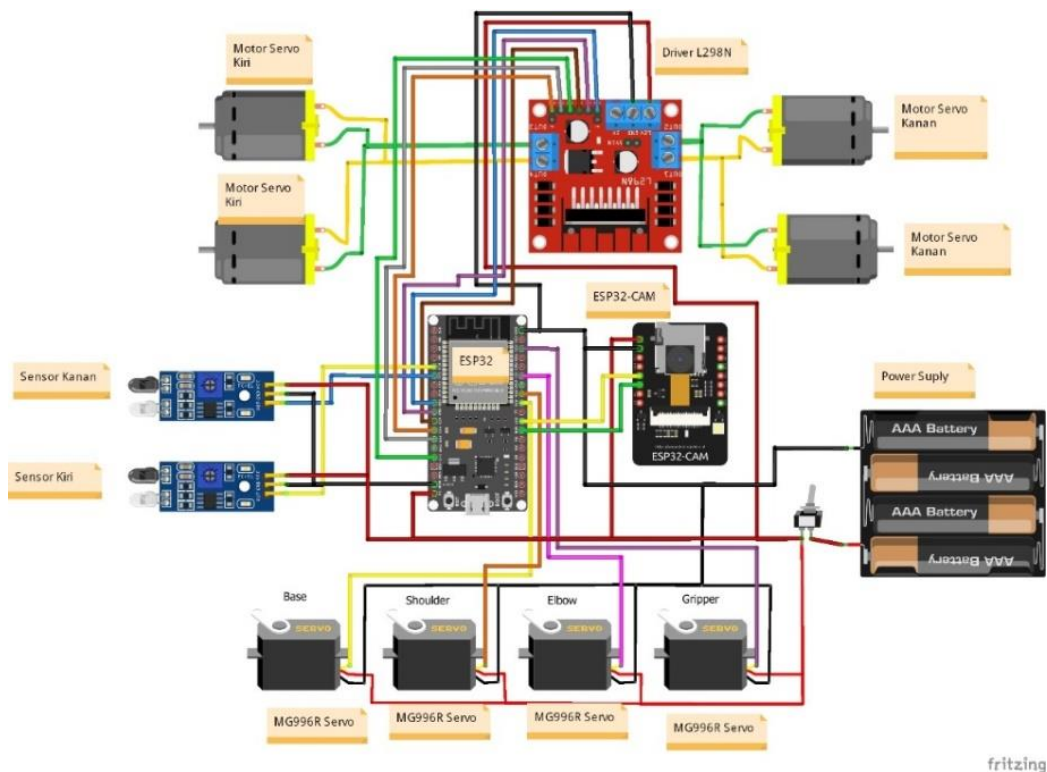 Motor Servo
Kiri
Driver L298N
Motor Servo
Kanan
Motor Servo
Kiri
Motor Servo
Kanan
L298N
ESP32-CAM
ESP32
Sensor Kanan
Power Suply
AAA Battery
AAA Battery
AAA Battery
AAA Battery
ESP32-CAM
Sensor Kiri
Base
Shoulder
Elbow
Gripper
SERVO
SERVO
SERVO
SERVO
MG996R Servo
MG996R Servo
MG996R Servo
MG996R Servo
fritzing